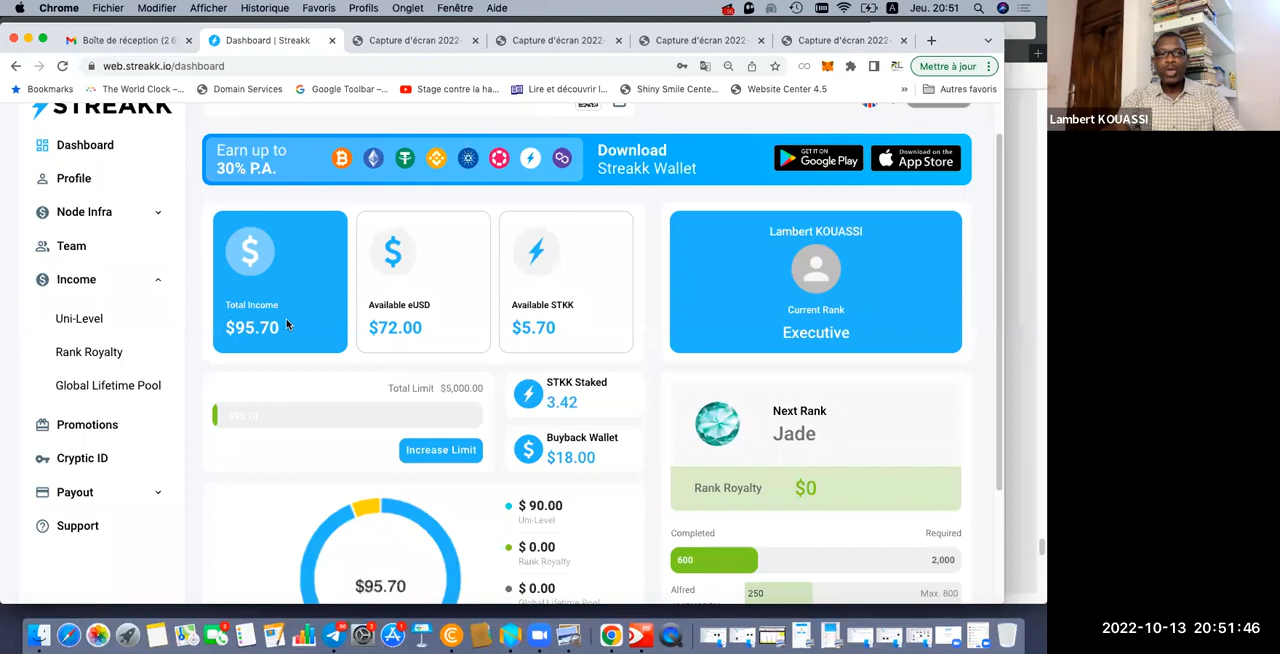 Chrome Fichier Modifier Afficher Historique Favoris Profils Onglet Fenêtre Aide
A Jeu. 20:51
Boîte de réception (2 6
Dashboard | Streakk
Capture d'écran 2022-
Capture d'écran 2022-
Capture d'écran 2022-
Capture d'écran 2022-
web.streakk.io/dashboard
Mettre à jour
Bookmarks
The World Clock –...
Domain Services
Google Toolbar –...
Stage contre la ha...
Lire et découvrir l...
Shiny Smile Cente...
Website Center 4.5
Autres favoris
Lambert KOUASSI
STREAKK
Dashboard
Profile
Node Infra
Team
Income
Uni-Level
Rank Royalty
Global Lifetime Pool
Promotions
Cryptic ID
Payout
Support
Earn up to
30% P.A.
Download
Streakk Wallet
GET IT ON
Google Play
Download on the
App Store
Total Income
$95.70
Available eUSD
$72.00
Available STKK
$5.70
Lambert KOUASSI
Current Rank
Executive
Total Limit $5,000.00
$95.70
Increase Limit
STKK Staked
3.42
Buyback Wallet
$18.00
Next Rank
Jade
Rank Royalty $0
$95.70
$ 90.00
Uni-Level
$ 0.00
Rank Royalty
$ 0.00
Global Lifetime Pool
Completed Required
600 2,000
Alfred
250 Max. 800
2022-10-13 20:51:46